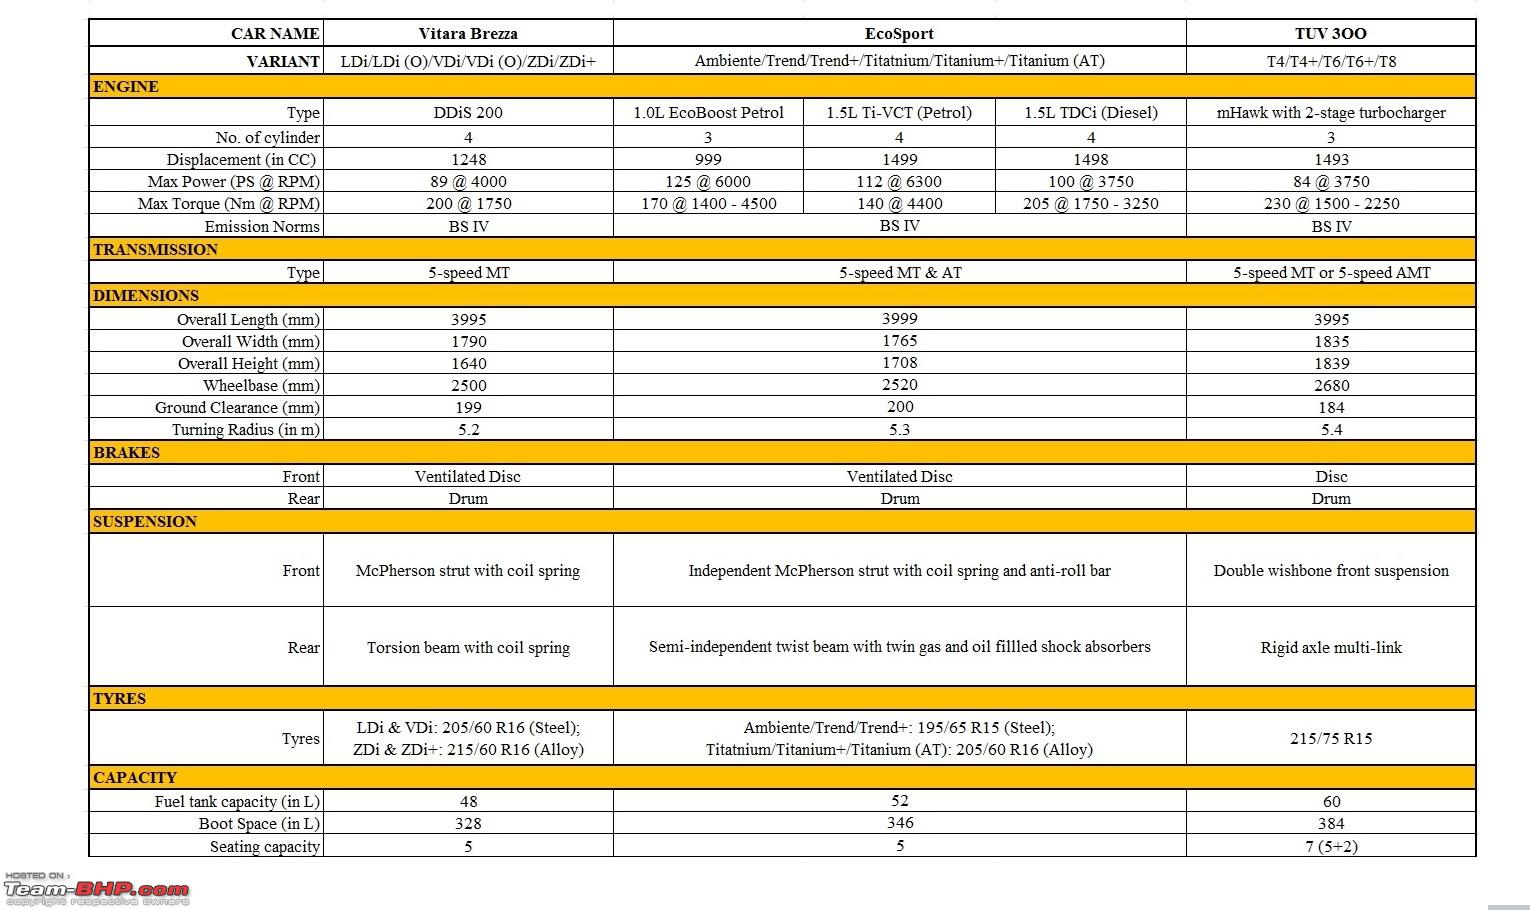 CAR NAME Vitara Brezza EcoSport TUV 3OO
VARIANT LDi/LDi (O)/VDi/VDi (O)/ZDi/ZDi+ Ambiente/Trend/Trend+/Titatnium/Titanium+/Titanium (AT) T4/T4+/T6/T6+/T8
ENGINE
Type DDiS 200 1.0L EcoBoost Petrol 1.5L Ti-VCT (Petrol) 1.5L TDCi (Diesel) mHawk with 2-stage turbocharger
No. of cylinder 4 3 4 4 3
Displacement (in CC) 1248 999 1499 1498 1493
Max Power (PS @ RPM) 89 @ 4000 125 @ 6000 112 @ 6300 100 @ 3750 84 @ 3750
Max Torque (Nm @ RPM) 200 @ 1750 170 @ 1400 - 4500 140 @ 4400 205 @ 1750 - 3250 230 @ 1500 - 2250
Emission Norms BS IV BS IV BS IV
TRANSMISSION
Type 5-speed MT 5-speed MT & AT 5-speed MT or 5-speed AMT
DIMENSIONS
Overall Length (mm) 3995 3999 3995
Overall Width (mm) 1790 1765 1835
Overall Height (mm) 1640 1708 1839
Wheelbase (mm) 2500 2520 2680
Ground Clearance (mm) 199 200 184
Turning Radius (in m) 5.2 5.3 5.4
BRAKES
Front Ventilated Disc Ventilated Disc Disc
Rear Drum Drum Drum
SUSPENSION
Front McPherson strut with coil spring Independent McPherson strut with coil spring and anti-roll bar Double wishbone front suspension
Rear Torsion beam with coil spring Semi-independent twist beam with twin gas and oil fillled shock absorbers Rigid axle multi-link
TYRES
Tyres LDi & VDi: 205/60 R16 (Steel); Ambiente/Trend/Trend+: 195/65 R15 (Steel); 215/75 R15
ZDi & ZDi+: 215/60 R16 (Alloy) Titatnium/Titanium+/Titanium (AT): 205/60 R16 (Alloy)
CAPACITY
Fuel tank capacity (in L) 48 52 60
Boot Space (in L) 328 346 384
Seating capacity 5 5 7 (5+2)
HOSTED ON :
Team-BHP.com
copyright respective owners